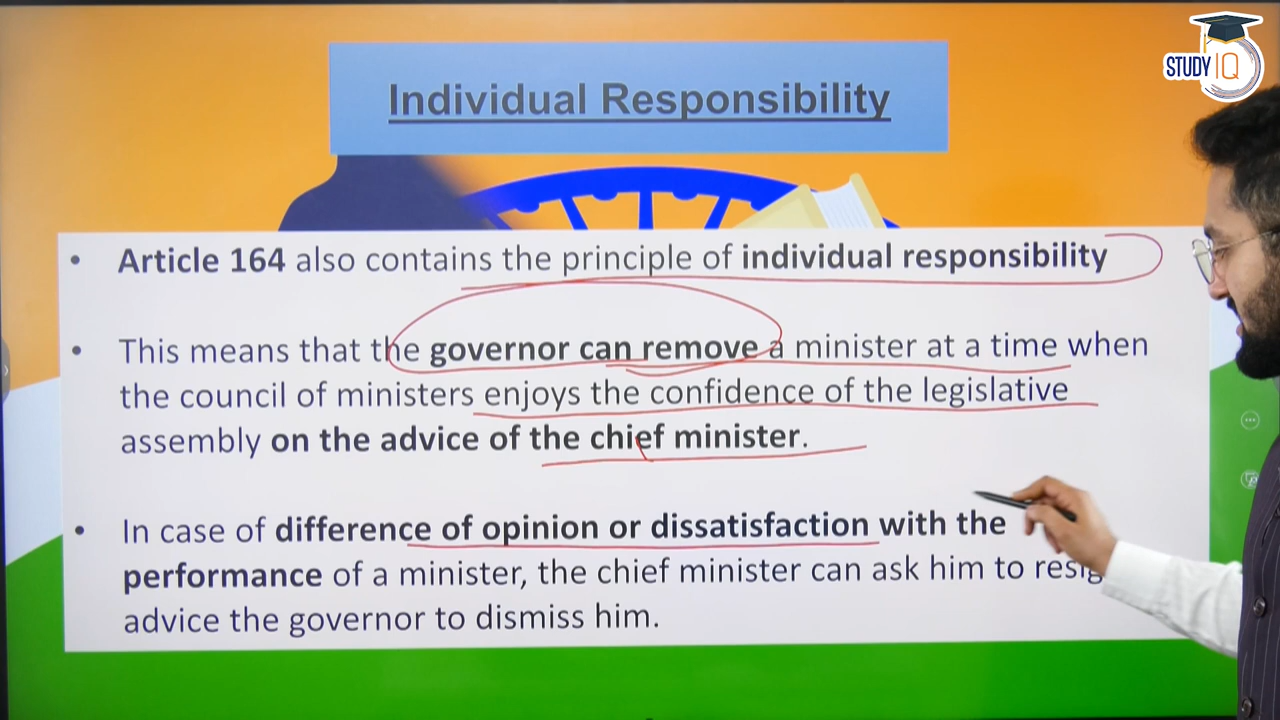 STUDY IQ
Individual Responsibility
• Article 164 also contains the principle of individual responsibility
• This means that the governor can remove a minister at a time when
the council of ministers enjoys the confidence of the legislative
assembly on the advice of the chief minister.
• In case of difference of opinion or dissatisfaction with the
performance of a minister, the chief minister can ask him to
advice the governor to dismiss him.